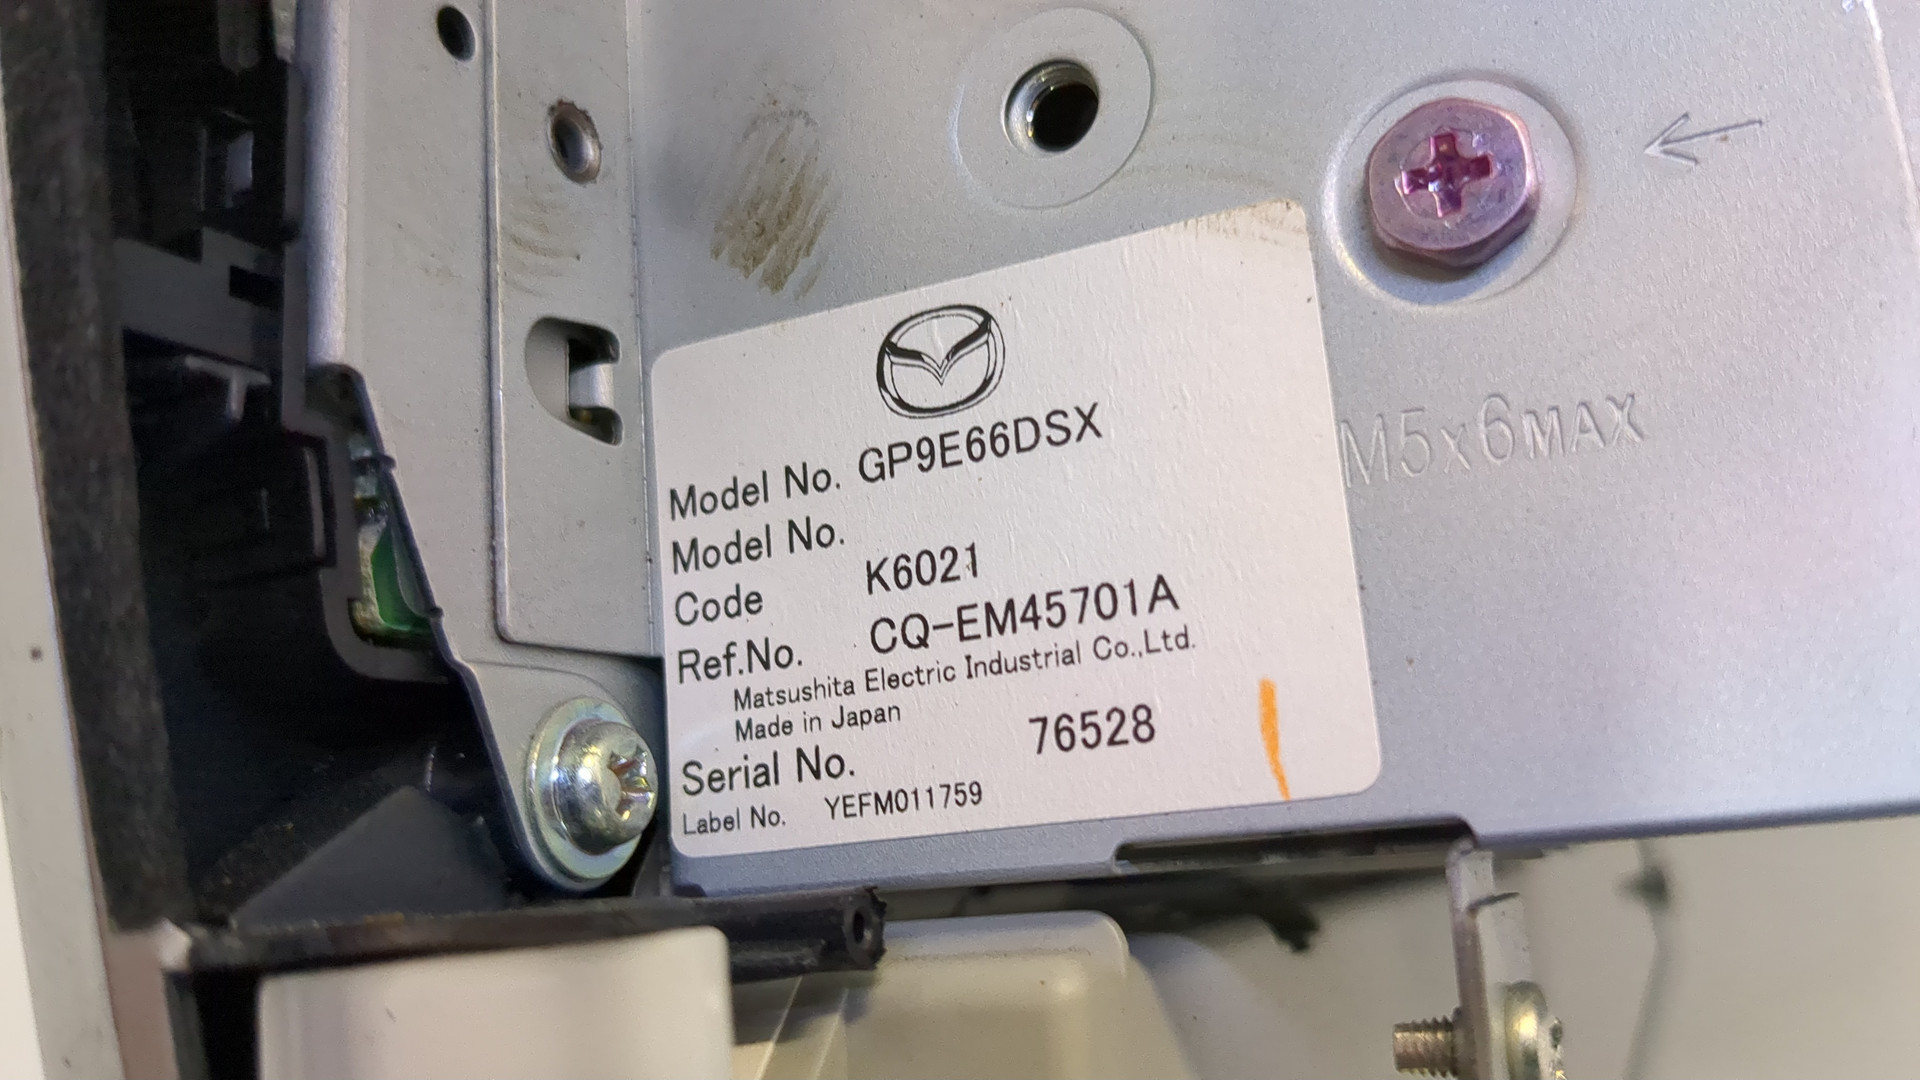 Model No. GP9E66DSX
Model No.
Code K6021
Ref.No. CQ-EM45701A
Matsushita Electric Industrial Co.,Ltd.
Made in Japan
Serial No. 76528
Label No. YEFM011759
M5x6MAX